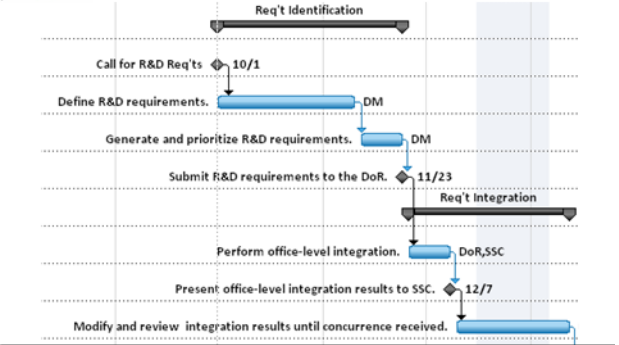 Req't Identification
Call for R&D Req'ts 10/1
Define R&D requirements. DM
Generate and prioritize R&D requirements. DM
Submit R&D requirements to the DoR. 11/23
Req't Integration
Perform office-level integration. DoR,SSC
Present office-level integration results to SSC. 12/7
Modify and review integration results until concurrence received.